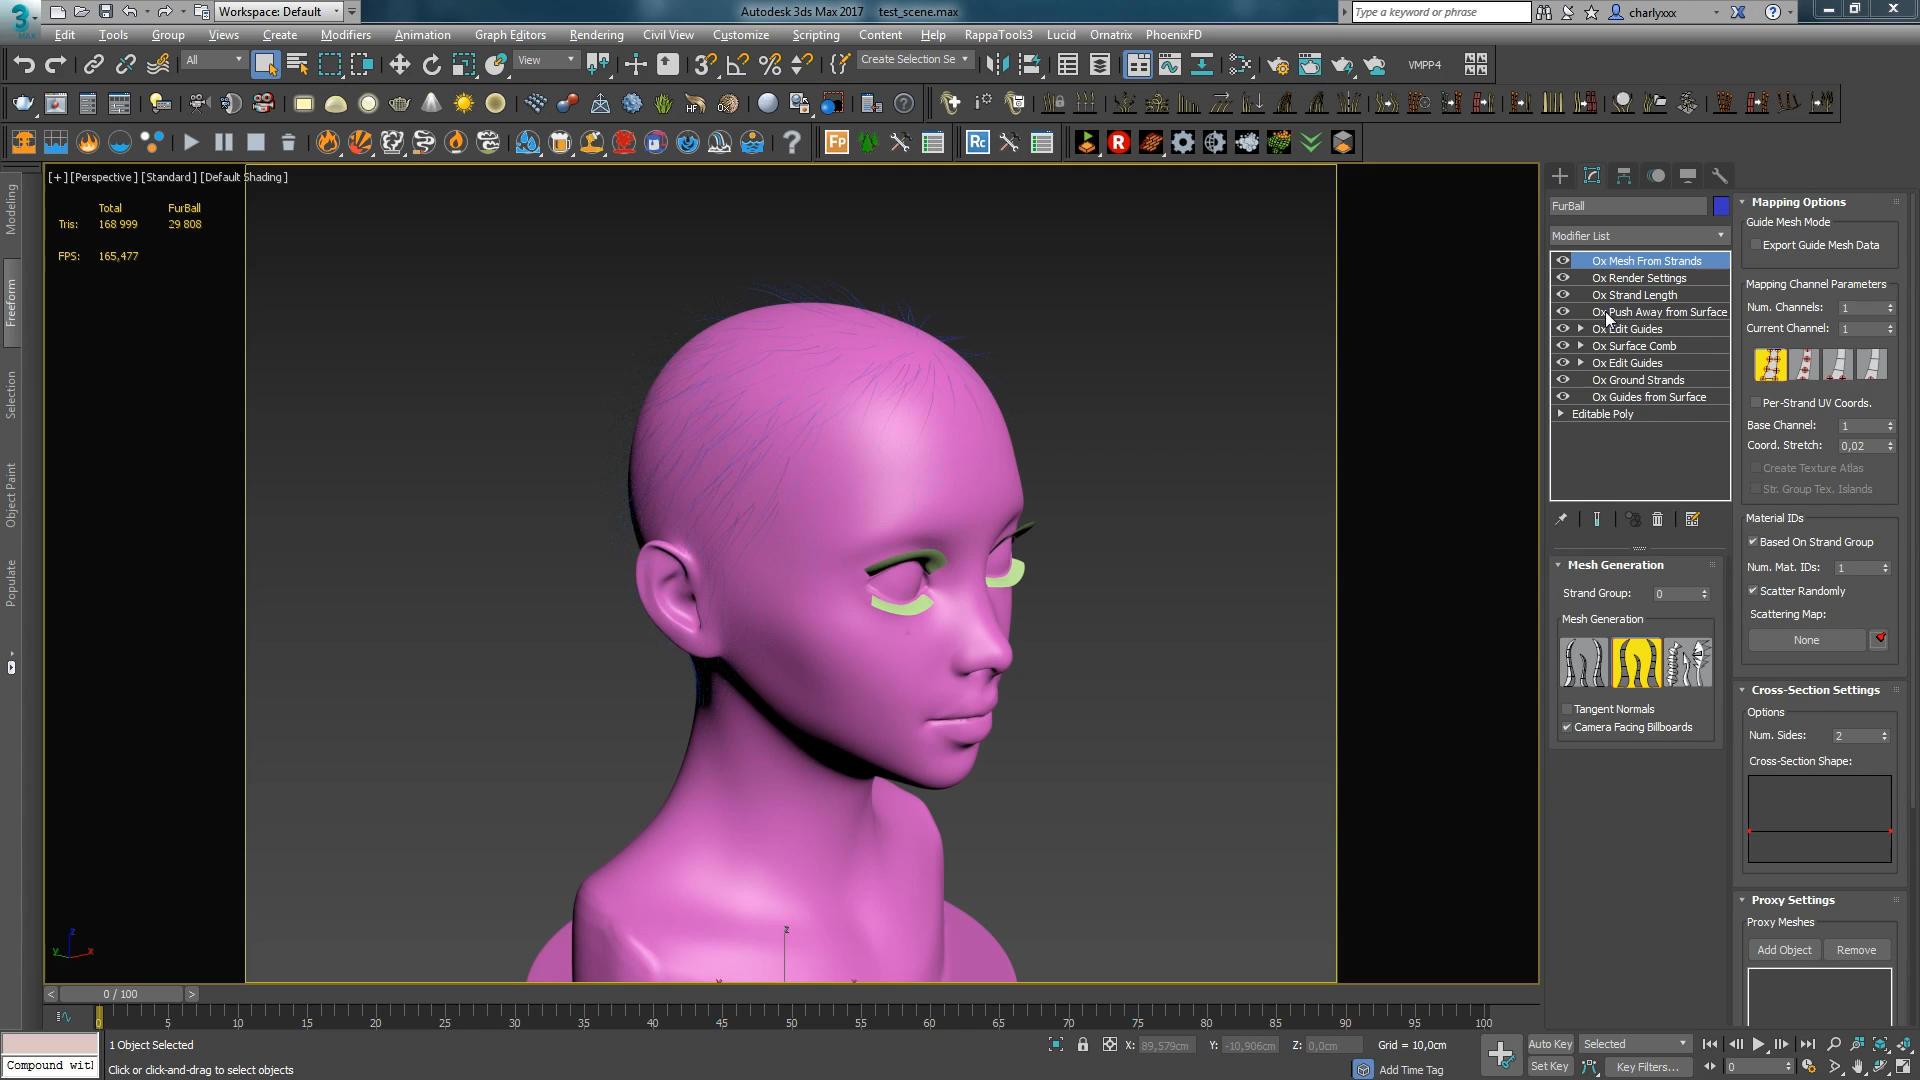 3
MAX
Workspace: Default
Autodesk 3ds Max 2017 test_scene.max
Type a keyword or phrase
charlyxxx
Edit Tools Group Views Create Modifiers Animation Graph Editors Rendering Civil View Customize Scripting Content Help RappaTools3 Lucid Ornatrix PhoenixFD
All
View
Create Selection Se
VMPP4
HF
Fp
Rc
R
[+] [Perspective ] [Standard ] [Default Shading ]
Total FurBall
Tris: 168 999 29 808
FPS: 165,477
Modeling
Freeform
Selection
Object Paint
Populate
FurBall
Modifier List
Ox Mesh From Strands
Ox Render Settings
Ox Strand Length
Ox Push Away from Surface
Ox Edit Guides
Ox Surface Comb
Ox Edit Guides
Ox Ground Strands
Ox Guides from Surface
Editable Poly
Mesh Generation
Strand Group: 0
Mesh Generation
Tangent Normals
Camera Facing Billboards
Mapping Options
Guide Mesh Mode
Export Guide Mesh Data
Mapping Channel Parameters
Num. Channels: 1
Current Channel: 1
Per-Strand UV Coords.
Base Channel: 1
Coord. Stretch: 0,02
Create Texture Atlas
Str. Group Tex. Islands
Material IDs
Based On Strand Group
Num. Mat. IDs: 1
Scatter Randomly
Scattering Map:
None
Cross-Section Settings
Options
Num. Sides: 2
Cross-Section Shape:
Proxy Settings
Proxy Meshes
Add Object Remove
z
z
y x
< 0 / 100 >
0 5 10 15 20 25 30 35 40 45 50 55 60 65 70 75 80 85 90 95 100
1 Object Selected
X: 89,579cm Y: -10,906cm Z: 0,0cm Grid = 10,0cm
Auto Key Selected
Compound witl
Click or click-and-drag to select objects
Add Time Tag
Set Key Key Filters...
0